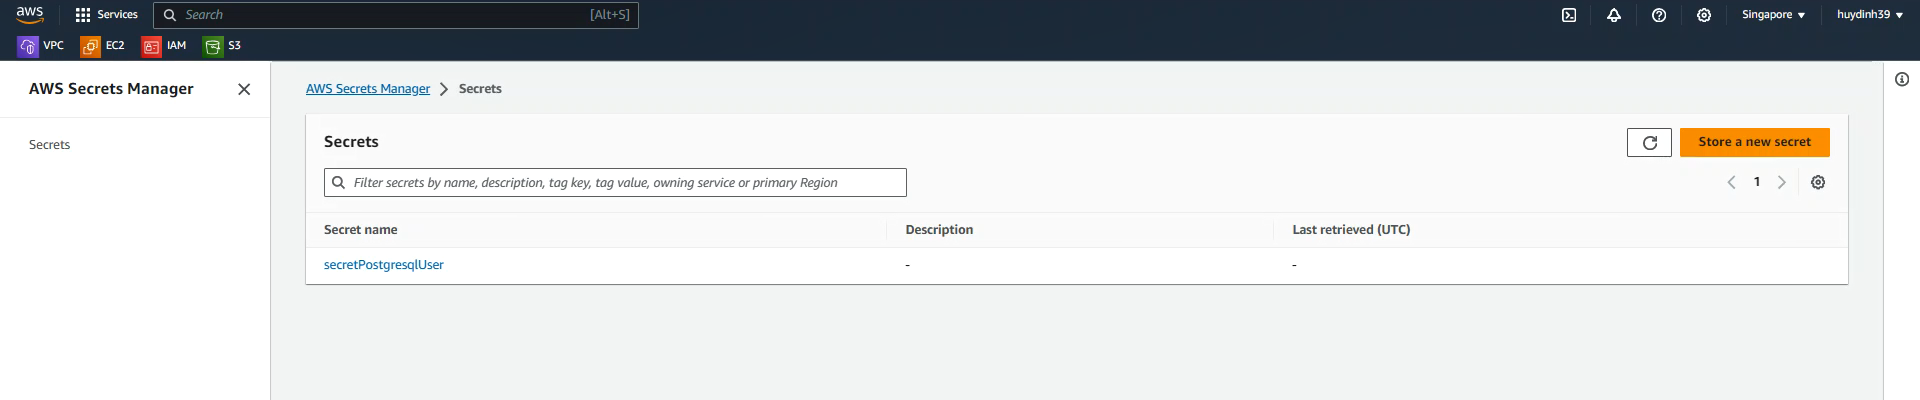 aws Services Search [Alt+S] Singapore ▼ huydinh39 ▼
VPC EC2 IAM S3
AWS Secrets Manager
Secrets
AWS Secrets Manager > Secrets
Secrets
Store a new secret
Filter secrets by name, description, tag key, tag value, owning service or primary Region
1
Secret name Description Last retrieved (UTC)
secretPostgresqlUser - -